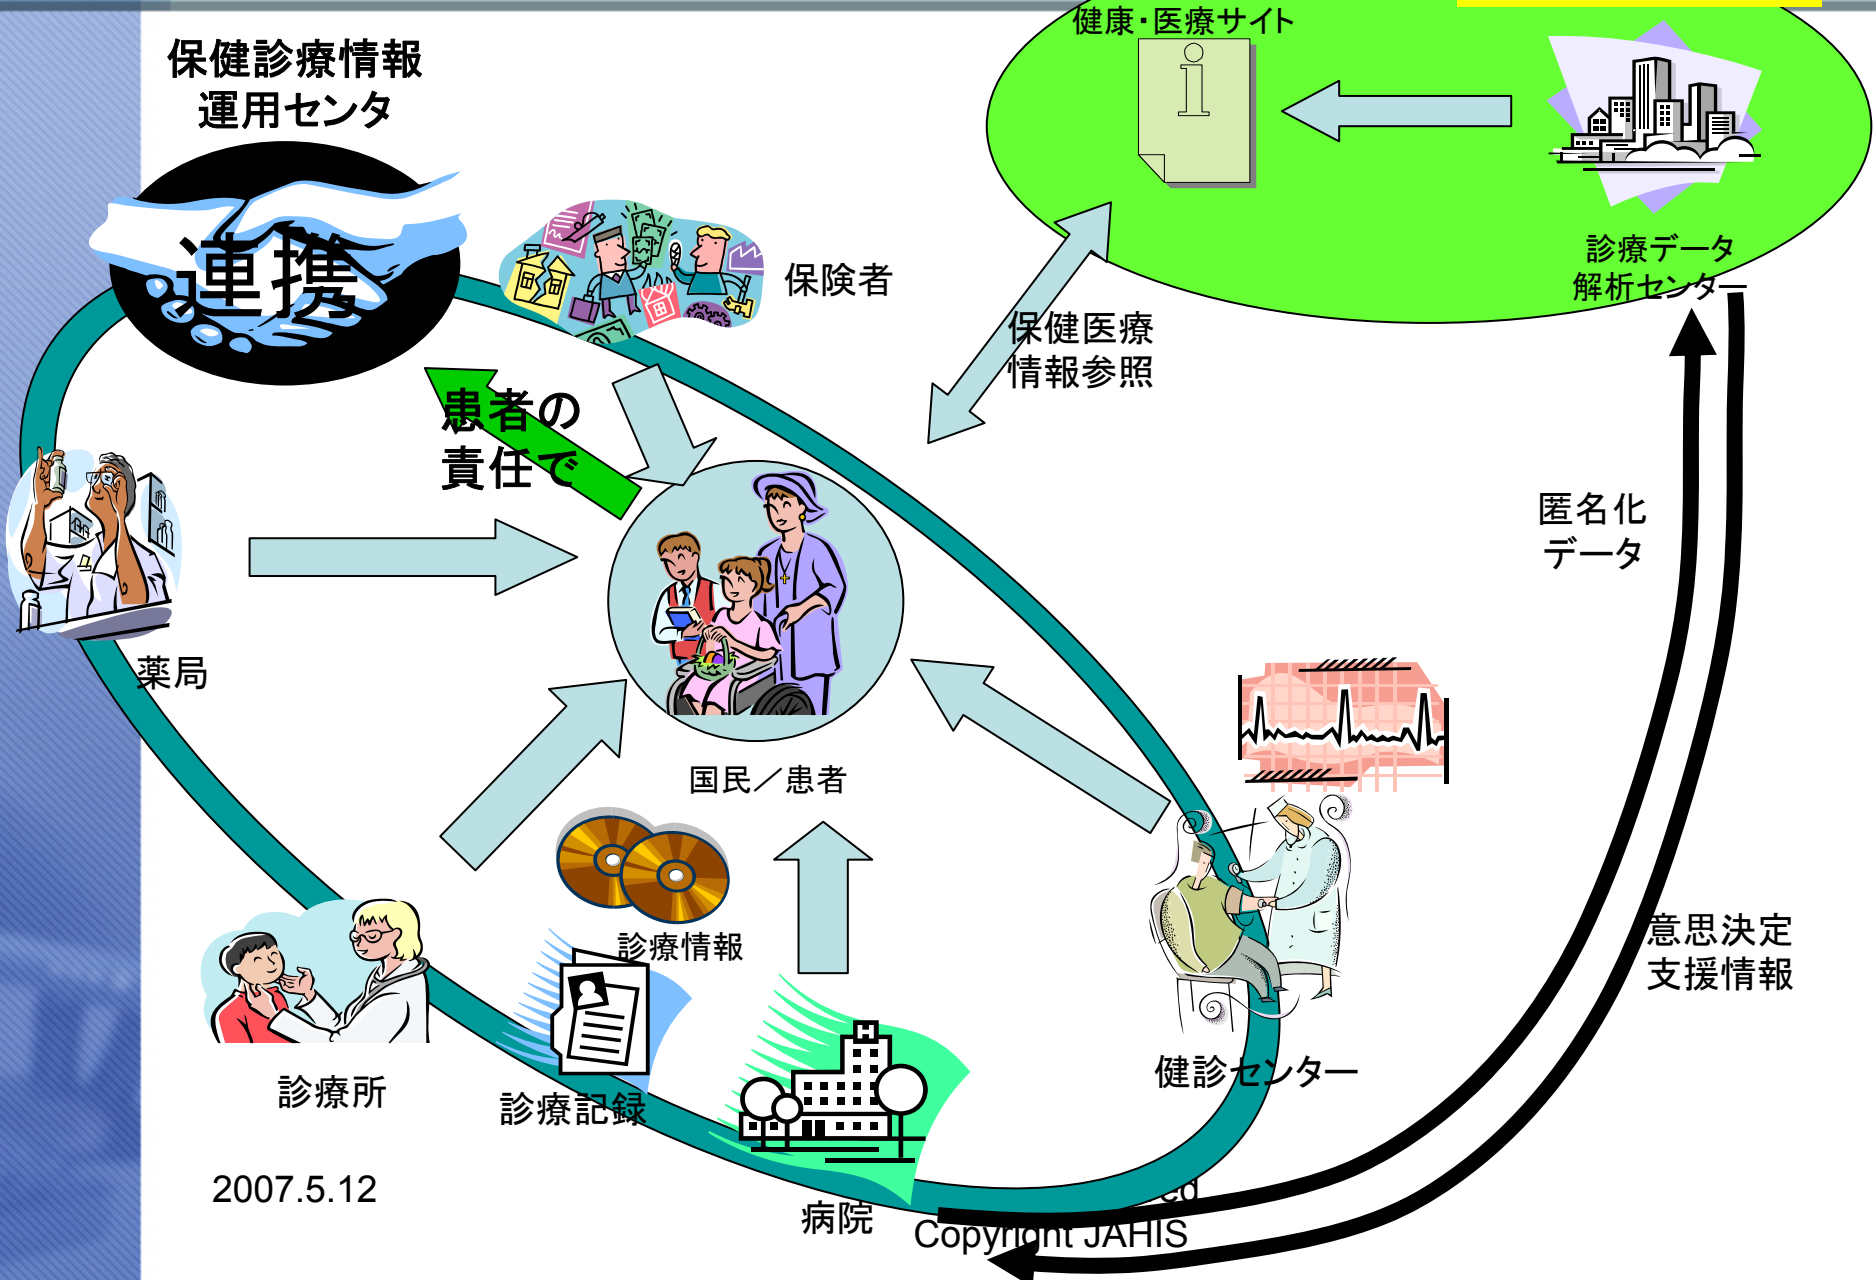 健康・医療サイト
保健診療情報
運用センタ
連携
保険者
診療データ
解析センター
保健医療
情報参照
患者の
責任で
匿名化
データ
薬局
国民／患者
診療情報
意思決定
支援情報
健診センター
診療所
診療記録
2007.5.12
病院
Copyright JAHIS